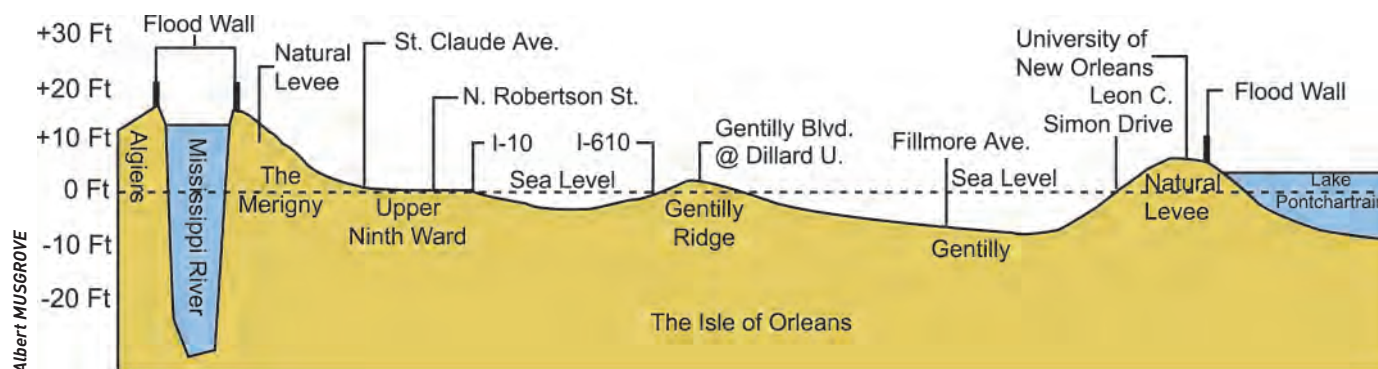 +30 Ft
+20 Ft
+10 Ft
0 Ft
-10 Ft
-20 Ft
Albert MUSGROVE
Flood Wall
Natural
Levee
St. Claude Ave.
N. Robertson St.
I-10
I-610
Sea Level
Gentilly Blvd.
@ Dillard U.
Fillmore Ave.
Sea Level
University of
New Orleans
Leon C.
Simon Drive
Flood Wall
Algiers
Mississsippi River
The
Merigny
Upper
Ninth Ward
Gentilly
Ridge
Gentilly
Natural
Levee
Lake
Pontchartrain
The Isle of Orleans